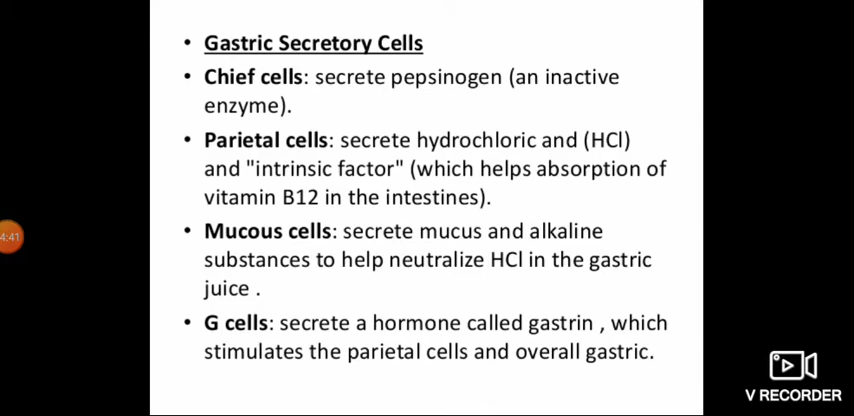 • Gastric Secretory Cells
• Chief cells: secrete pepsinogen (an inactive
enzyme).
• Parietal cells: secrete hydrochloric and (HCl)
and "intrinsic factor" (which helps absorption of
vitamin B12 in the intestines).
• Mucous cells: secrete mucus and alkaline
substances to help neutralize HCl in the gastric
juice .
• G cells: secrete a hormone called gastrin , which
stimulates the parietal cells and overall gastric.
4:41
V RECORDER